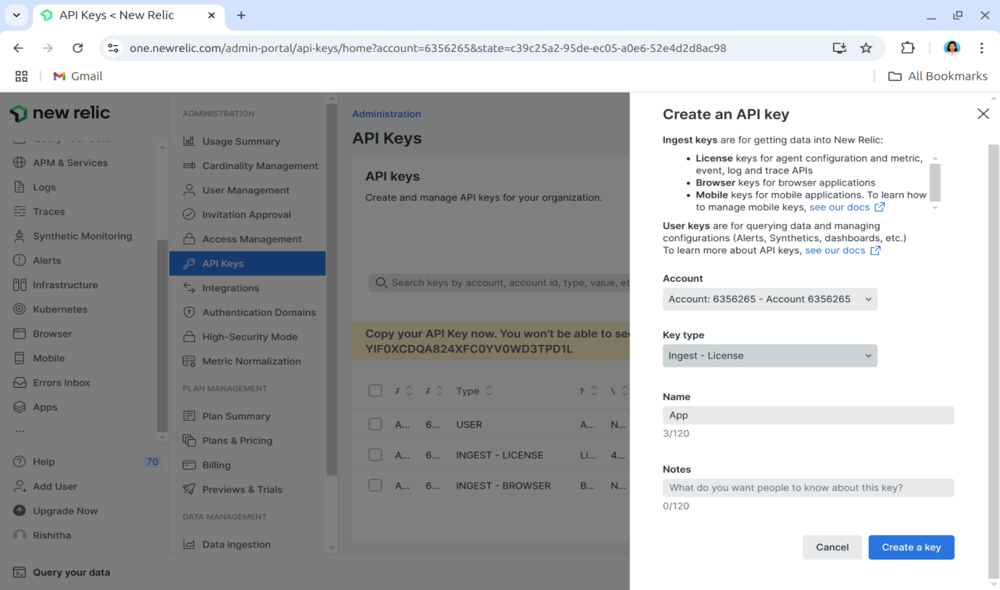 API Keys < New Relic
one.newrelic.com/admin-portal/api-keys/home?account=6356265&state=c39c25a2-95de-ec05-a0e6-52e4d2d8ac98
Gmail
All Bookmarks
new relic
APM & Services
Logs
Traces
Synthetic Monitoring
Alerts
Infrastructure
Kubernetes
Browser
Mobile
Errors Inbox
Apps
...
Help 70
Add User
Upgrade Now
Rishitha
Query your data
ADMINISTRATION
Usage Summary
Cardinality Management
User Management
Invitation Approval
Access Management
API Keys
Integrations
Authentication Domains
High-Security Mode
Metric Normalization
PLAN MANAGEMENT
Plan Summary
Plans & Pricing
Billing
Previews & Trials
DATA MANAGEMENT
Data ingestion
Administration
API Keys
API keys
Create and manage API keys for your organization.
Search keys by account, account id, type, value, et
Copy your API Key now. You won't be able to se
YIF0XCDQA824XFC0YV0WD3TPD1L
Type
A... 6... USER A... N...
A... 6... INGEST - LICENSE Li... 4...
A... 6... INGEST - BROWSER B... N...
Create an API key
Ingest keys are for getting data into New Relic:
• License keys for agent configuration and metric,
event, log and trace APIs
• Browser keys for browser applications
• Mobile keys for mobile applications. To learn how
to manage mobile keys, see our docs
User keys are for querying data and managing
configurations (Alerts, Synthetics, dashboards, etc.)
To learn more about API keys, see our docs
Account
Account: 6356265 - Account 6356265
Key type
Ingest - License
Name
App
3/120
Notes
What do you want people to know about this key?
0/120
Cancel
Create a key